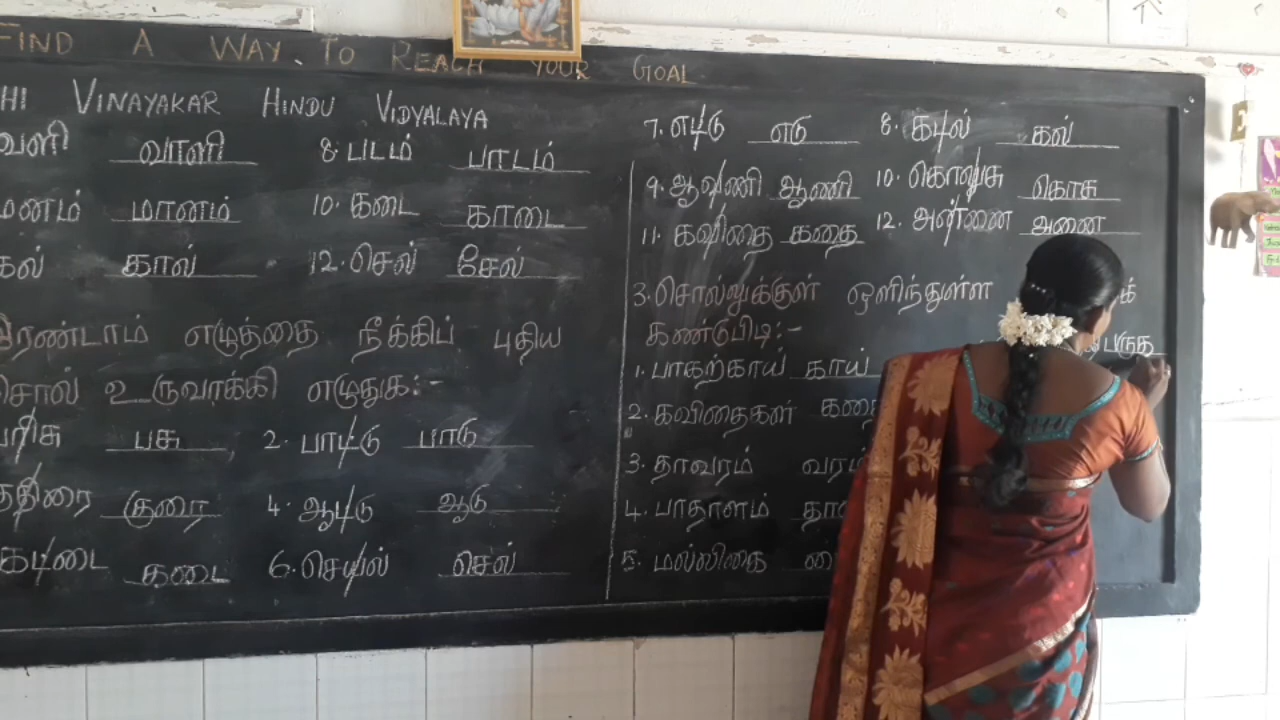 FIND A WAY TO REACH YOUR GOAL
HI VINAYAKAR HINDU VIDYALAYA
வளி வாளி 8. படம் பாடம்
மனம் மானம் 10. கடை காடை
கல் கால் 12. செல் சேல்
இரண்டாம் எழுத்தை நீக்கிப் புதிய
சொல் உருவாக்கி எழுதுக:-
பரிசு பசு, 2. பாட்டு பாடு
குதிரை குரை 4. ஆட்டு ஆடு
கட்டை கடை 6. செயல் செல்
7. எட்டு எடு 8. கடல் கல்
9. ஆவணி ஆணி 10. கொலுசு கொசு
11. கவிதை கதை 12. அன்னை அனை
3. சொல்லுக்குள் ஒளிந்துள்ள
கண்டுபிடி:-
1. பாகற்காய் காய்
2. கவிதைகள் கதை
3. தாவரம் வரம்
4. பாதாளம் தா
5. மல்லிகை கை